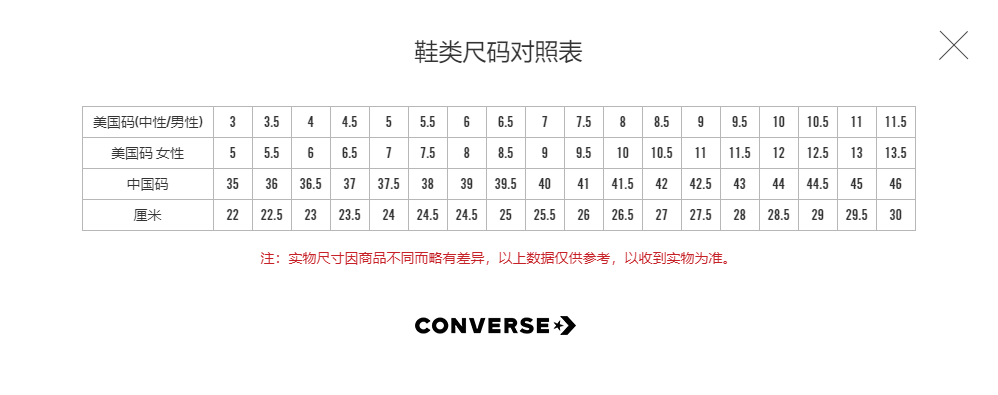 鞋类尺码对照表
美国码(中性/男性) 3 3.5 4 4.5 5 5.5 6 6.5 7 7.5 8 8.5 9 9.5 10 10.5 11 11.5
美国码 女性 5 5.5 6 6.5 7 7.5 8 8.5 9 9.5 10 10.5 11 11.5 12 12.5 13 13.5
中国码 35 36 36.5 37 37.5 38 39 39.5 40 41 41.5 42 42.5 43 44 44.5 45 46
厘米 22 22.5 23 23.5 24 24.5 24.5 25 25.5 26 26.5 27 27.5 28 28.5 29 29.5 30
注：实物尺寸因商品不同而略有差异，以上数据仅供参考，以收到实物为准。
CONVERSE